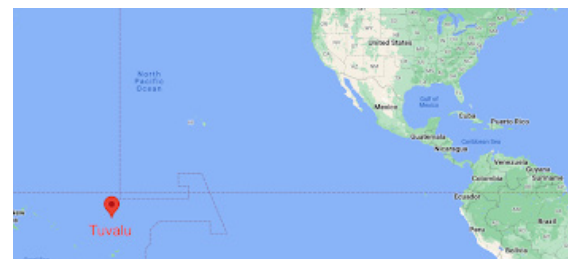 United States
North
Pacific
Ocean
Gulf of
Mexico
Mexico
Cuba
Puerto Rico
Guatemala
Caribbean Sea
Nicaragua
Venezuela
Guyana
Suriname
Colombia
Ecuador
Tuvalu
Peru
Brazil
Bolivia